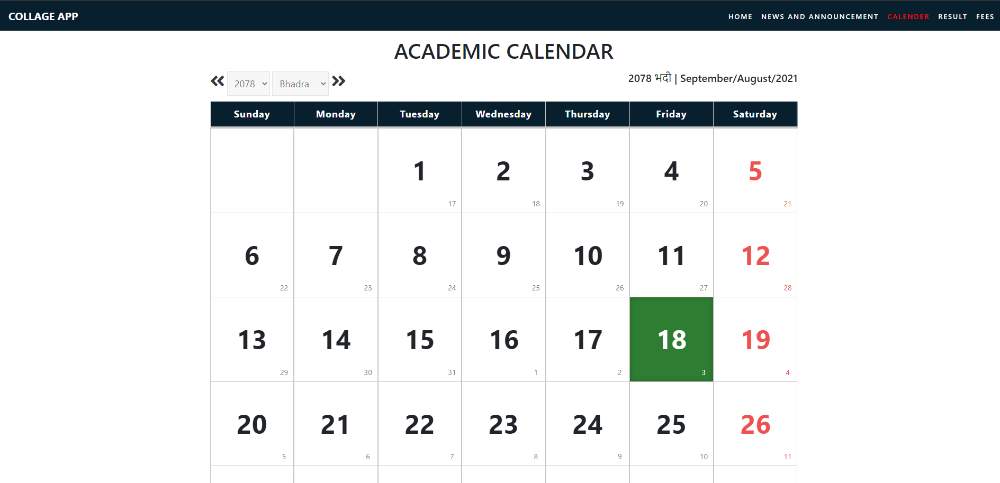 COLLAGE APP HOME NEWS AND ANNOUNCEMENT CALENDER RESULT FEES
ACADEMIC CALENDAR
2078 Bhadra 2078 भदौ | September/August/2021
Sunday Monday Tuesday Wednesday Thursday Friday Saturday
1 2 3 4 5
17 18 19 20 21
6 7 8 9 10 11 12
22 23 24 25 26 27 28
13 14 15 16 17 18 19
29 30 31 1 2 3 4
20 21 22 23 24 25 26
5 6 7 8 9 10 11